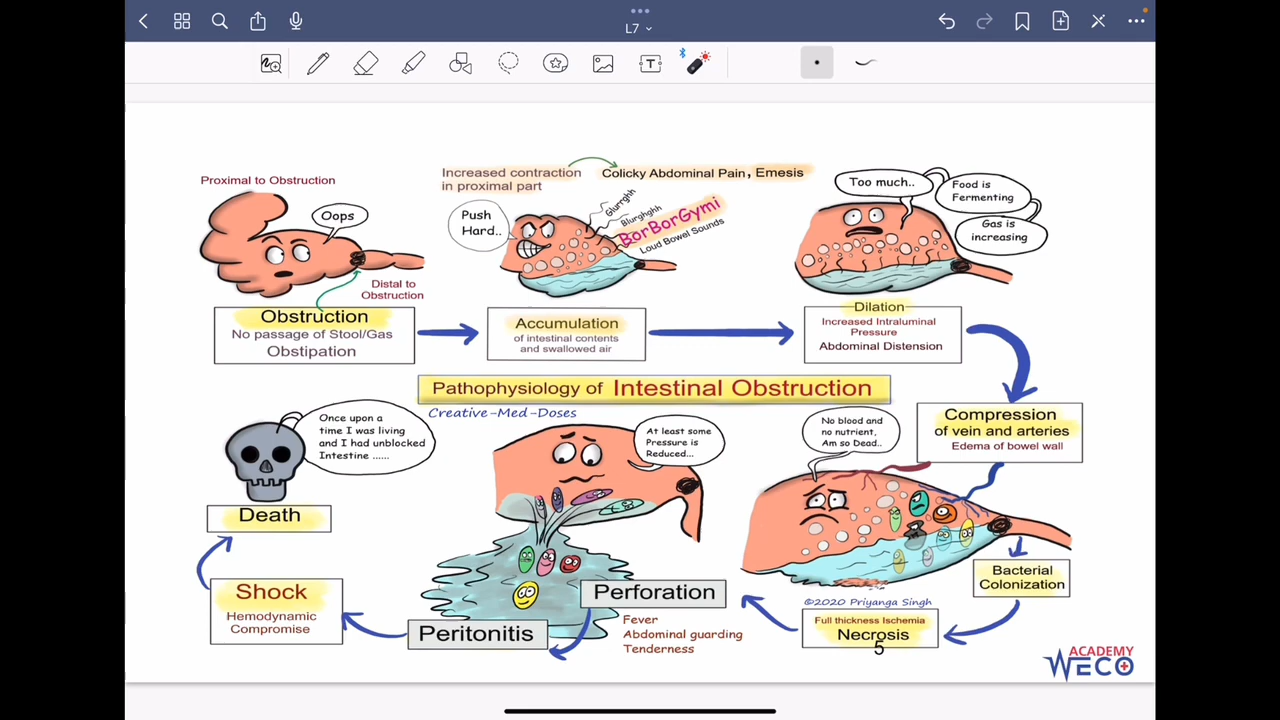 L7
Proximal to Obstruction
Oops
Distal to
Obstruction
Obstruction
No passage of Stool/Gas
Obstipation
Increased contraction
in proximal part
Colicky Abdominal Pain, Emesis
Push
Hard..
Glurrghh
Blurghghh
BorBorGymi
Loud Bowel Sounds
Accumulation
of intestinal contents
and swallowed air
Too much..
Food is
Fermenting
Gas is
increasing
Dilation
Increased Intraluminal
Pressure
Abdominal Distension
Pathophysiology of Intestinal Obstruction
Creative-Med-Doses
Compression
of vein and arteries
Edema of bowel wall
No blood and
no nutrient,
Am so Dead..
Bacterial
Colonization
©2020 Priyanga Singh
Full thickness Ischemia
Necrosis
5
At least some
Pressure is
Reduced...
Perforation
Fever
Abdominal guarding
Tenderness
Peritonitis
Shock
Hemodynamic
Compromise
Once upon a
time I was living
and I had unblocked
Intestine ......
Death
ACADEMY
WECO